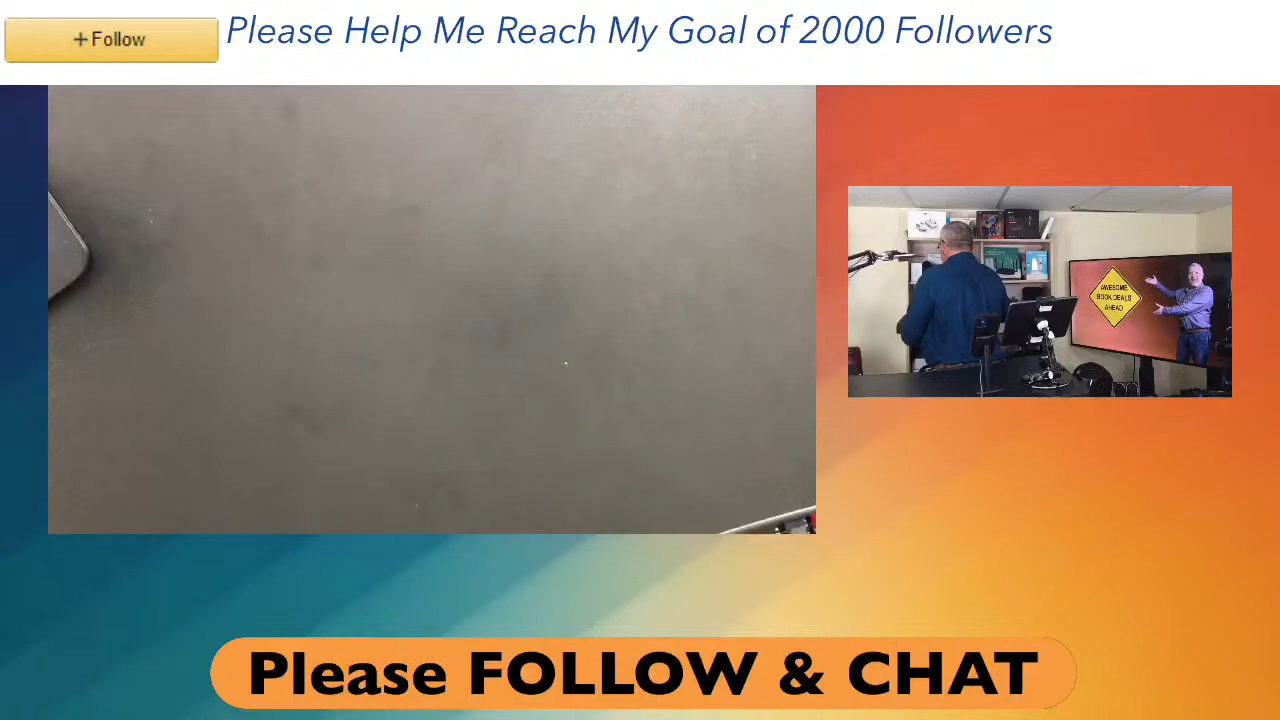 +Follow
Please Help Me Reach My Goal of 2000 Followers
AWESOME
BOOK DEALS
AHEAD
Please FOLLOW & CHAT